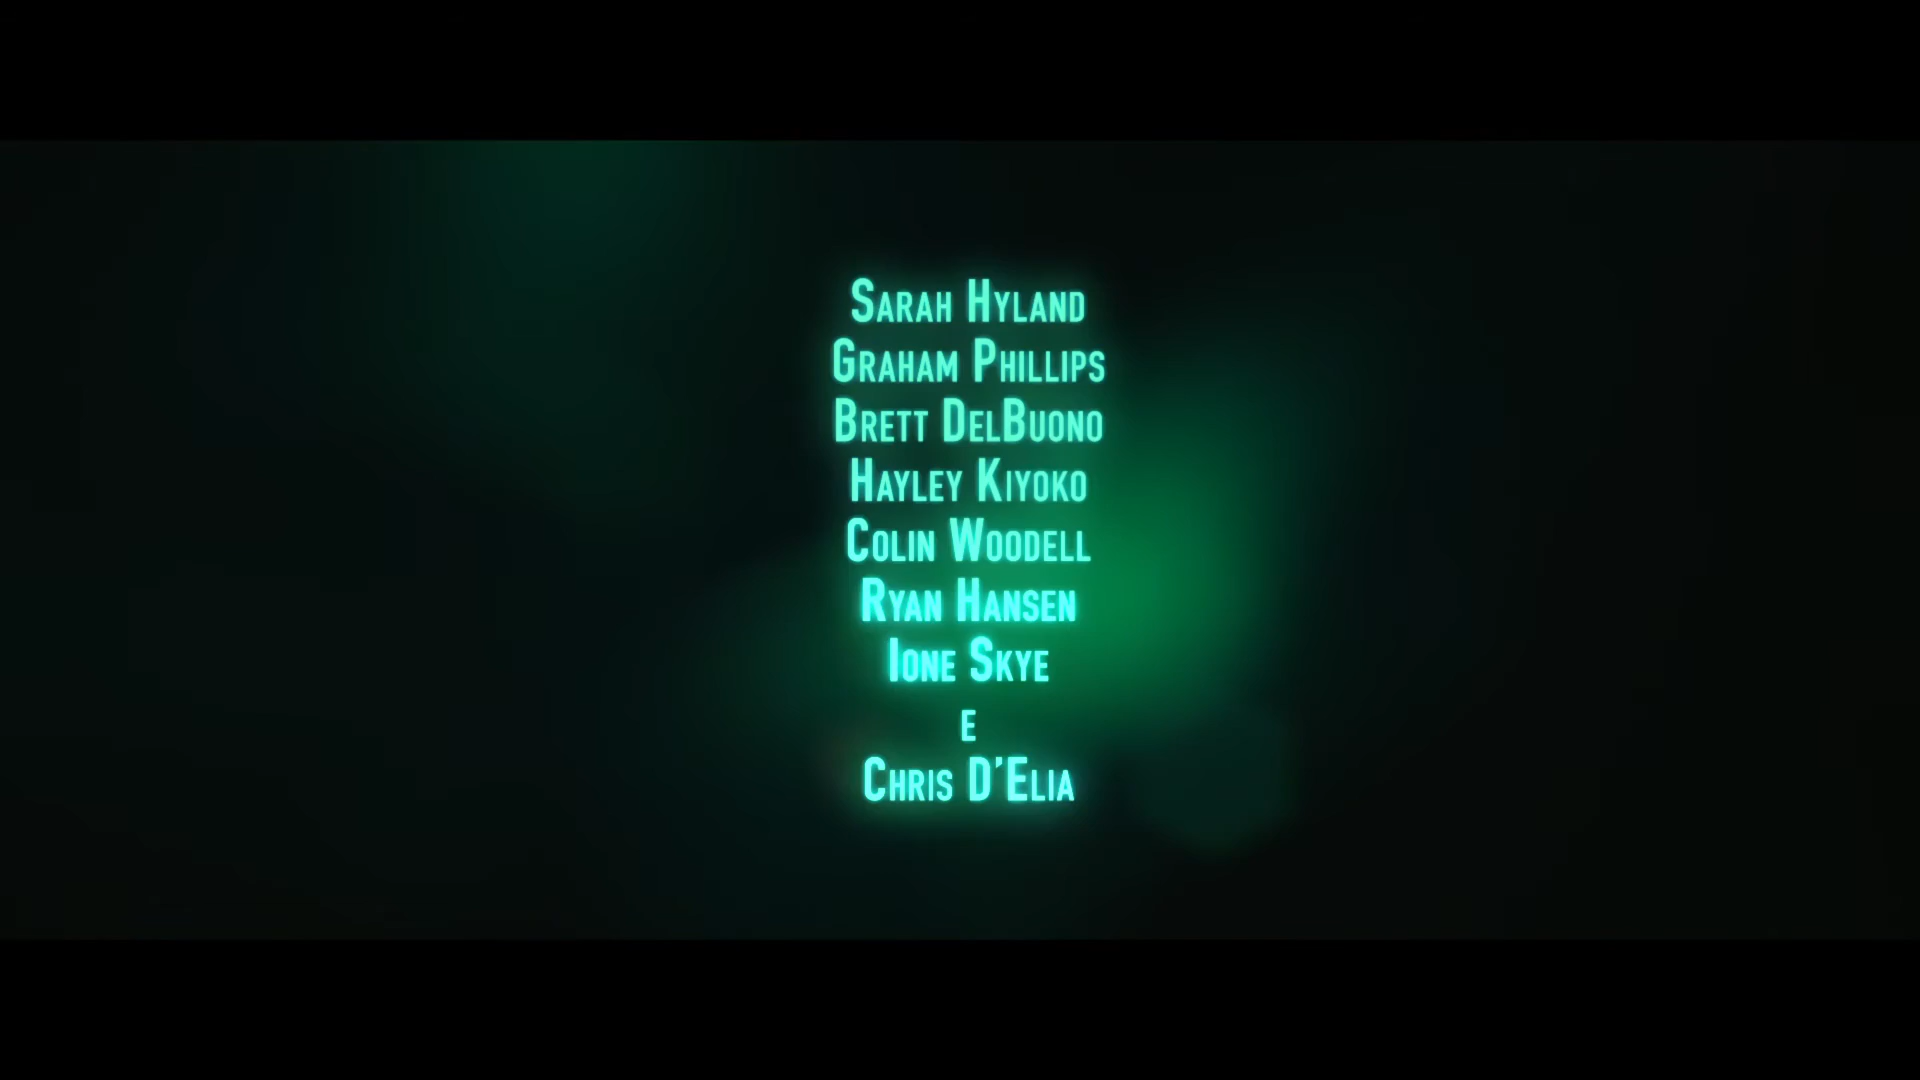 Sarah Hyland
Graham Phillips
Brett DelBuono
Hayley Kiyoko
Colin Woodell
Ryan Hansen
Ione Skye
e
Chris D'Elia